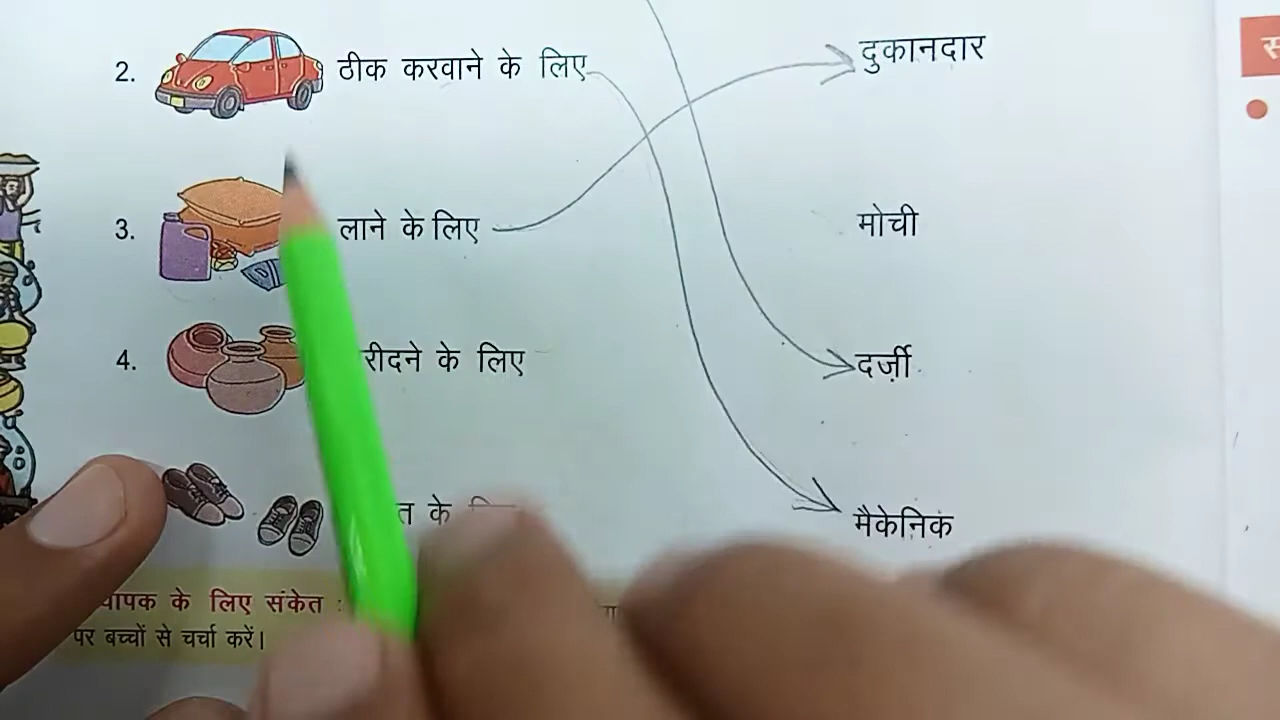 2. ठीक करवाने के लिए
दुकानदार
3. लाने के लिए
मोची
4. रीदने के लिए
दर्ज़ी
त के
मैकेनिक
के लिए संकेत :
पर बच्चों से चर्चा करें।